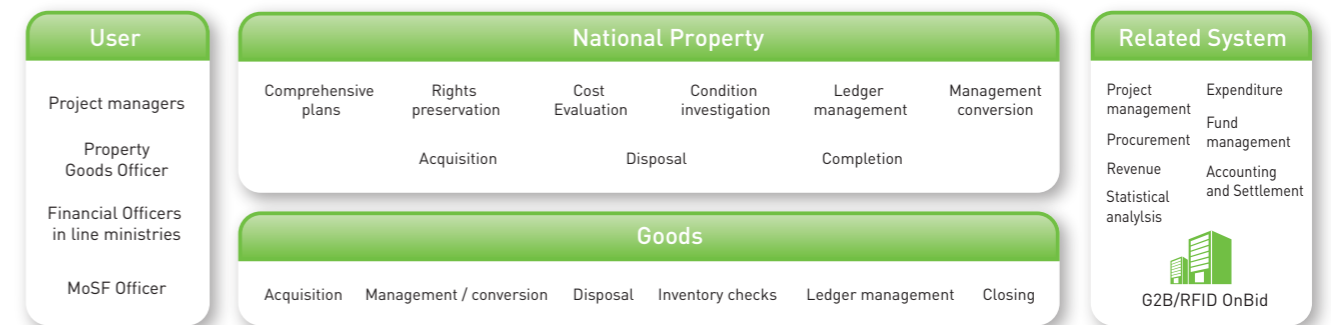 User
Project managers
Property
Goods Officer
Financial Officers
in line ministries
MoSF Officer
National Property
Comprehensive
plans
Rights
preservation
Cost
Evaluation
Condition
investigation
Ledger
management
Management
conversion
Acquisition
Disposal
Completion
Goods
Acquisition
Management / conversion
Disposal
Inventory checks
Ledger management
Closing
Related System
Project
management
Procurement
Revenue
Statistical
analylsis
Expenditure
Fund
management
Accounting
and Settlement
G2B/RFID OnBid